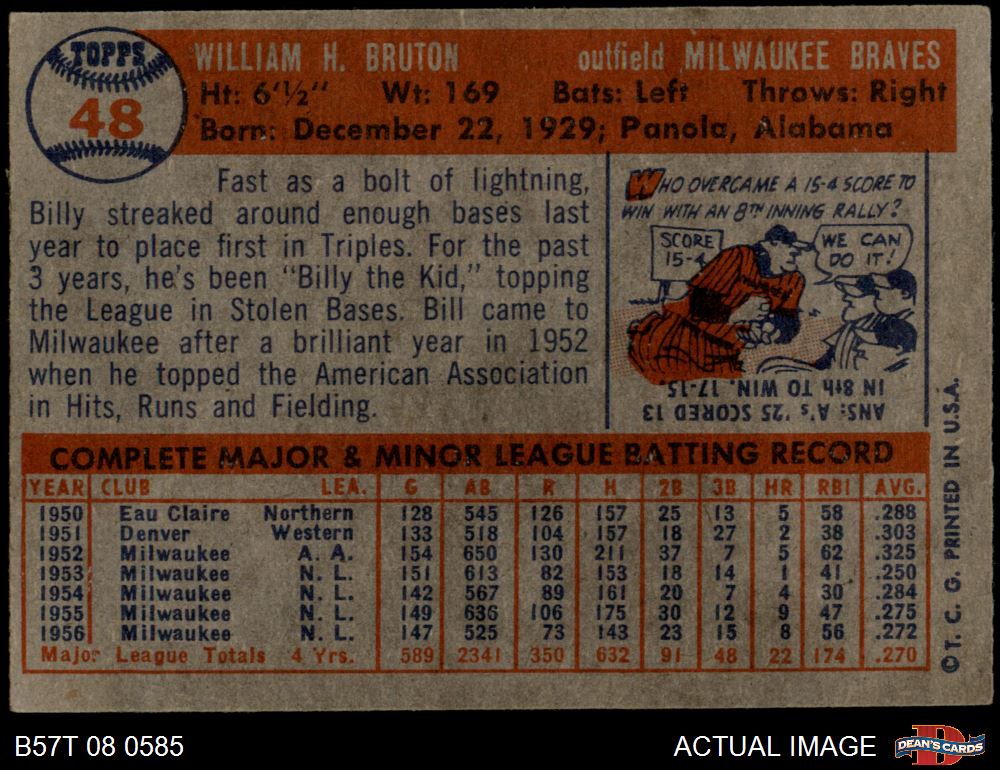 TOPPS
48
WILLIAM H. BRUTON outfield MILWAUKEE BRAVES
Ht: 6'½" Wt: 169 Bats: Left Throws: Right
Born: December 22, 1929; Panola, Alabama
Fast as a bolt of lightning,
Billy streaked around enough bases last
year to place first in Triples. For the past
3 years, he's been "Billy the Kid," topping
the League in Stolen Bases. Bill came to
Milwaukee after a brilliant year in 1952
when he topped the American Association
in Hits, Runs and Fielding.
WHO OVERCAME A 15-4 SCORE TO
WIN WITH AN 8TH INNING RALLY?
SCORE
15-4
WE CAN
DO IT!
ANS: A's '25 SCORED 13
IN 8th TO WIN, 17-15.
COMPLETE MAJOR & MINOR LEAGUE BATTING RECORD
YEAR CLUB LEA. G AB R H 2B 3B HR RBI AVG.
1950 Eau Claire Northern 128 545 126 157 25 13 5 58 .288
1951 Denver Western 133 518 104 157 18 27 2 38 .303
1952 Milwaukee A. A. 154 650 130 211 37 7 5 62 .325
1953 Milwaukee N. L. 151 613 82 153 18 14 1 41 .250
1954 Milwaukee N. L. 142 567 89 161 20 7 4 30 .284
1955 Milwaukee N. L. 149 636 106 175 30 12 9 47 .275
1956 Milwaukee N. L. 147 525 73 143 23 15 8 56 .272
Major League Totals 4 Yrs. 589 2341 350 632 91 48 22 174 .270
© T. C. G. PRINTED IN U.S.A.
B57T 08 0585
ACTUAL IMAGE
D
DEAN'S CARDS